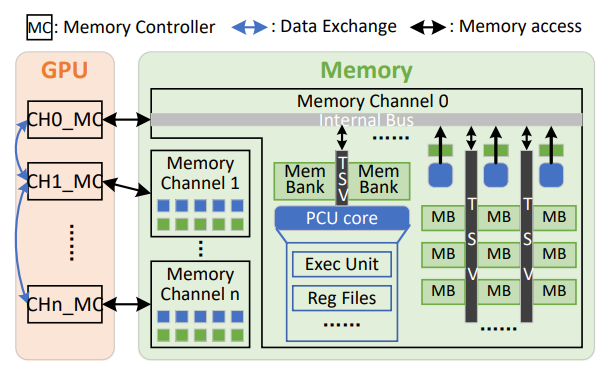 MC: Memory Controller : Data Exchange : Memory access
GPU
Memory
CH0_MC
CH1_MC
......
CHn_MC
Memory Channel 0
Internal Bus
......
Memory
Channel 1
...
Memory
Channel n
Mem
Bank
TSV
Mem
Bank
PCU core
Exec Unit
Reg Files
......
TSV
TSV
MB MB MB
MB MB MB
MB MB MB
......